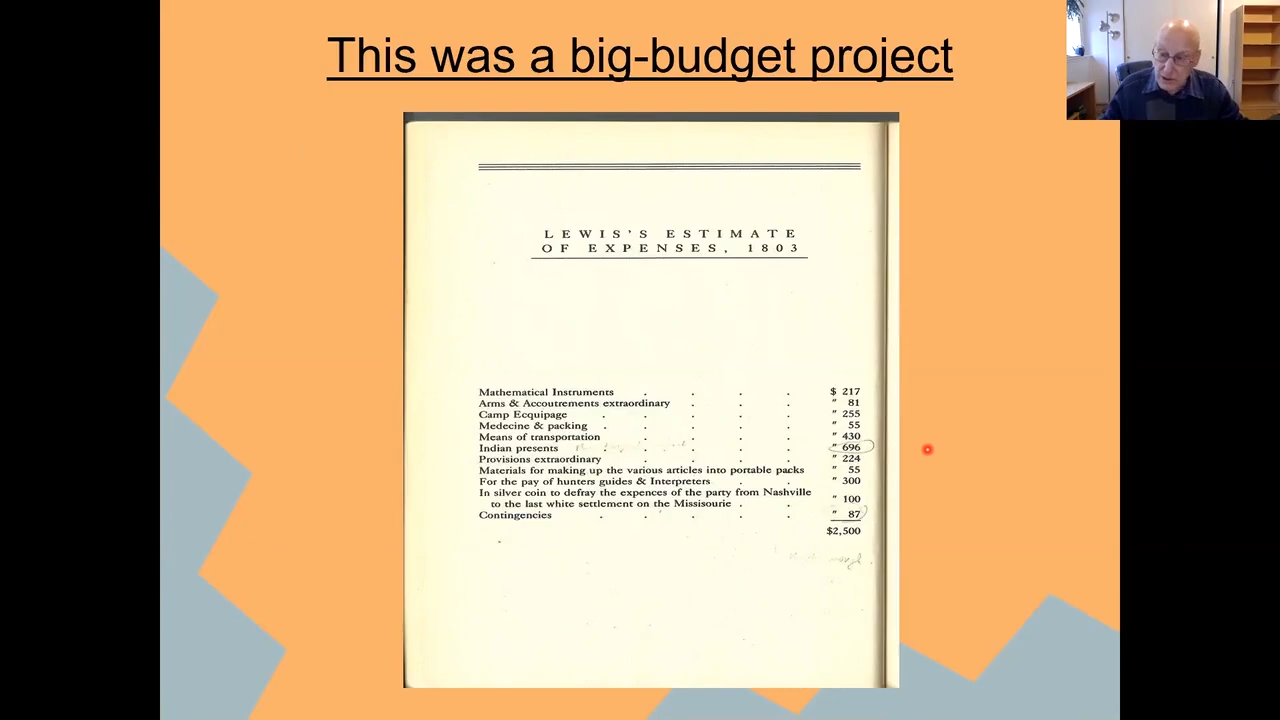 This was a big-budget project
LEWIS'S ESTIMATE
OF EXPENSES, 1803
Mathematical Instruments . . . . $ 217
Arms & Accoutrements extraordinary . . . " 81
Camp Ecquipage . . . . . " 255
Medecine & packing . . . . . " 55
Means of transportation . . . . " 430
Indian presents . . . . . " 696
Provisions extraordinary . . . . " 224
Materials for making up the various articles into portable packs " 55
For the pay of hunters guides & Interpreters . . " 300
In silver coin to defray the expences of the party from Nashville
to the last white settlement on the Missisourie . . " 100
Contingencies . . . . . " 87
$2,500